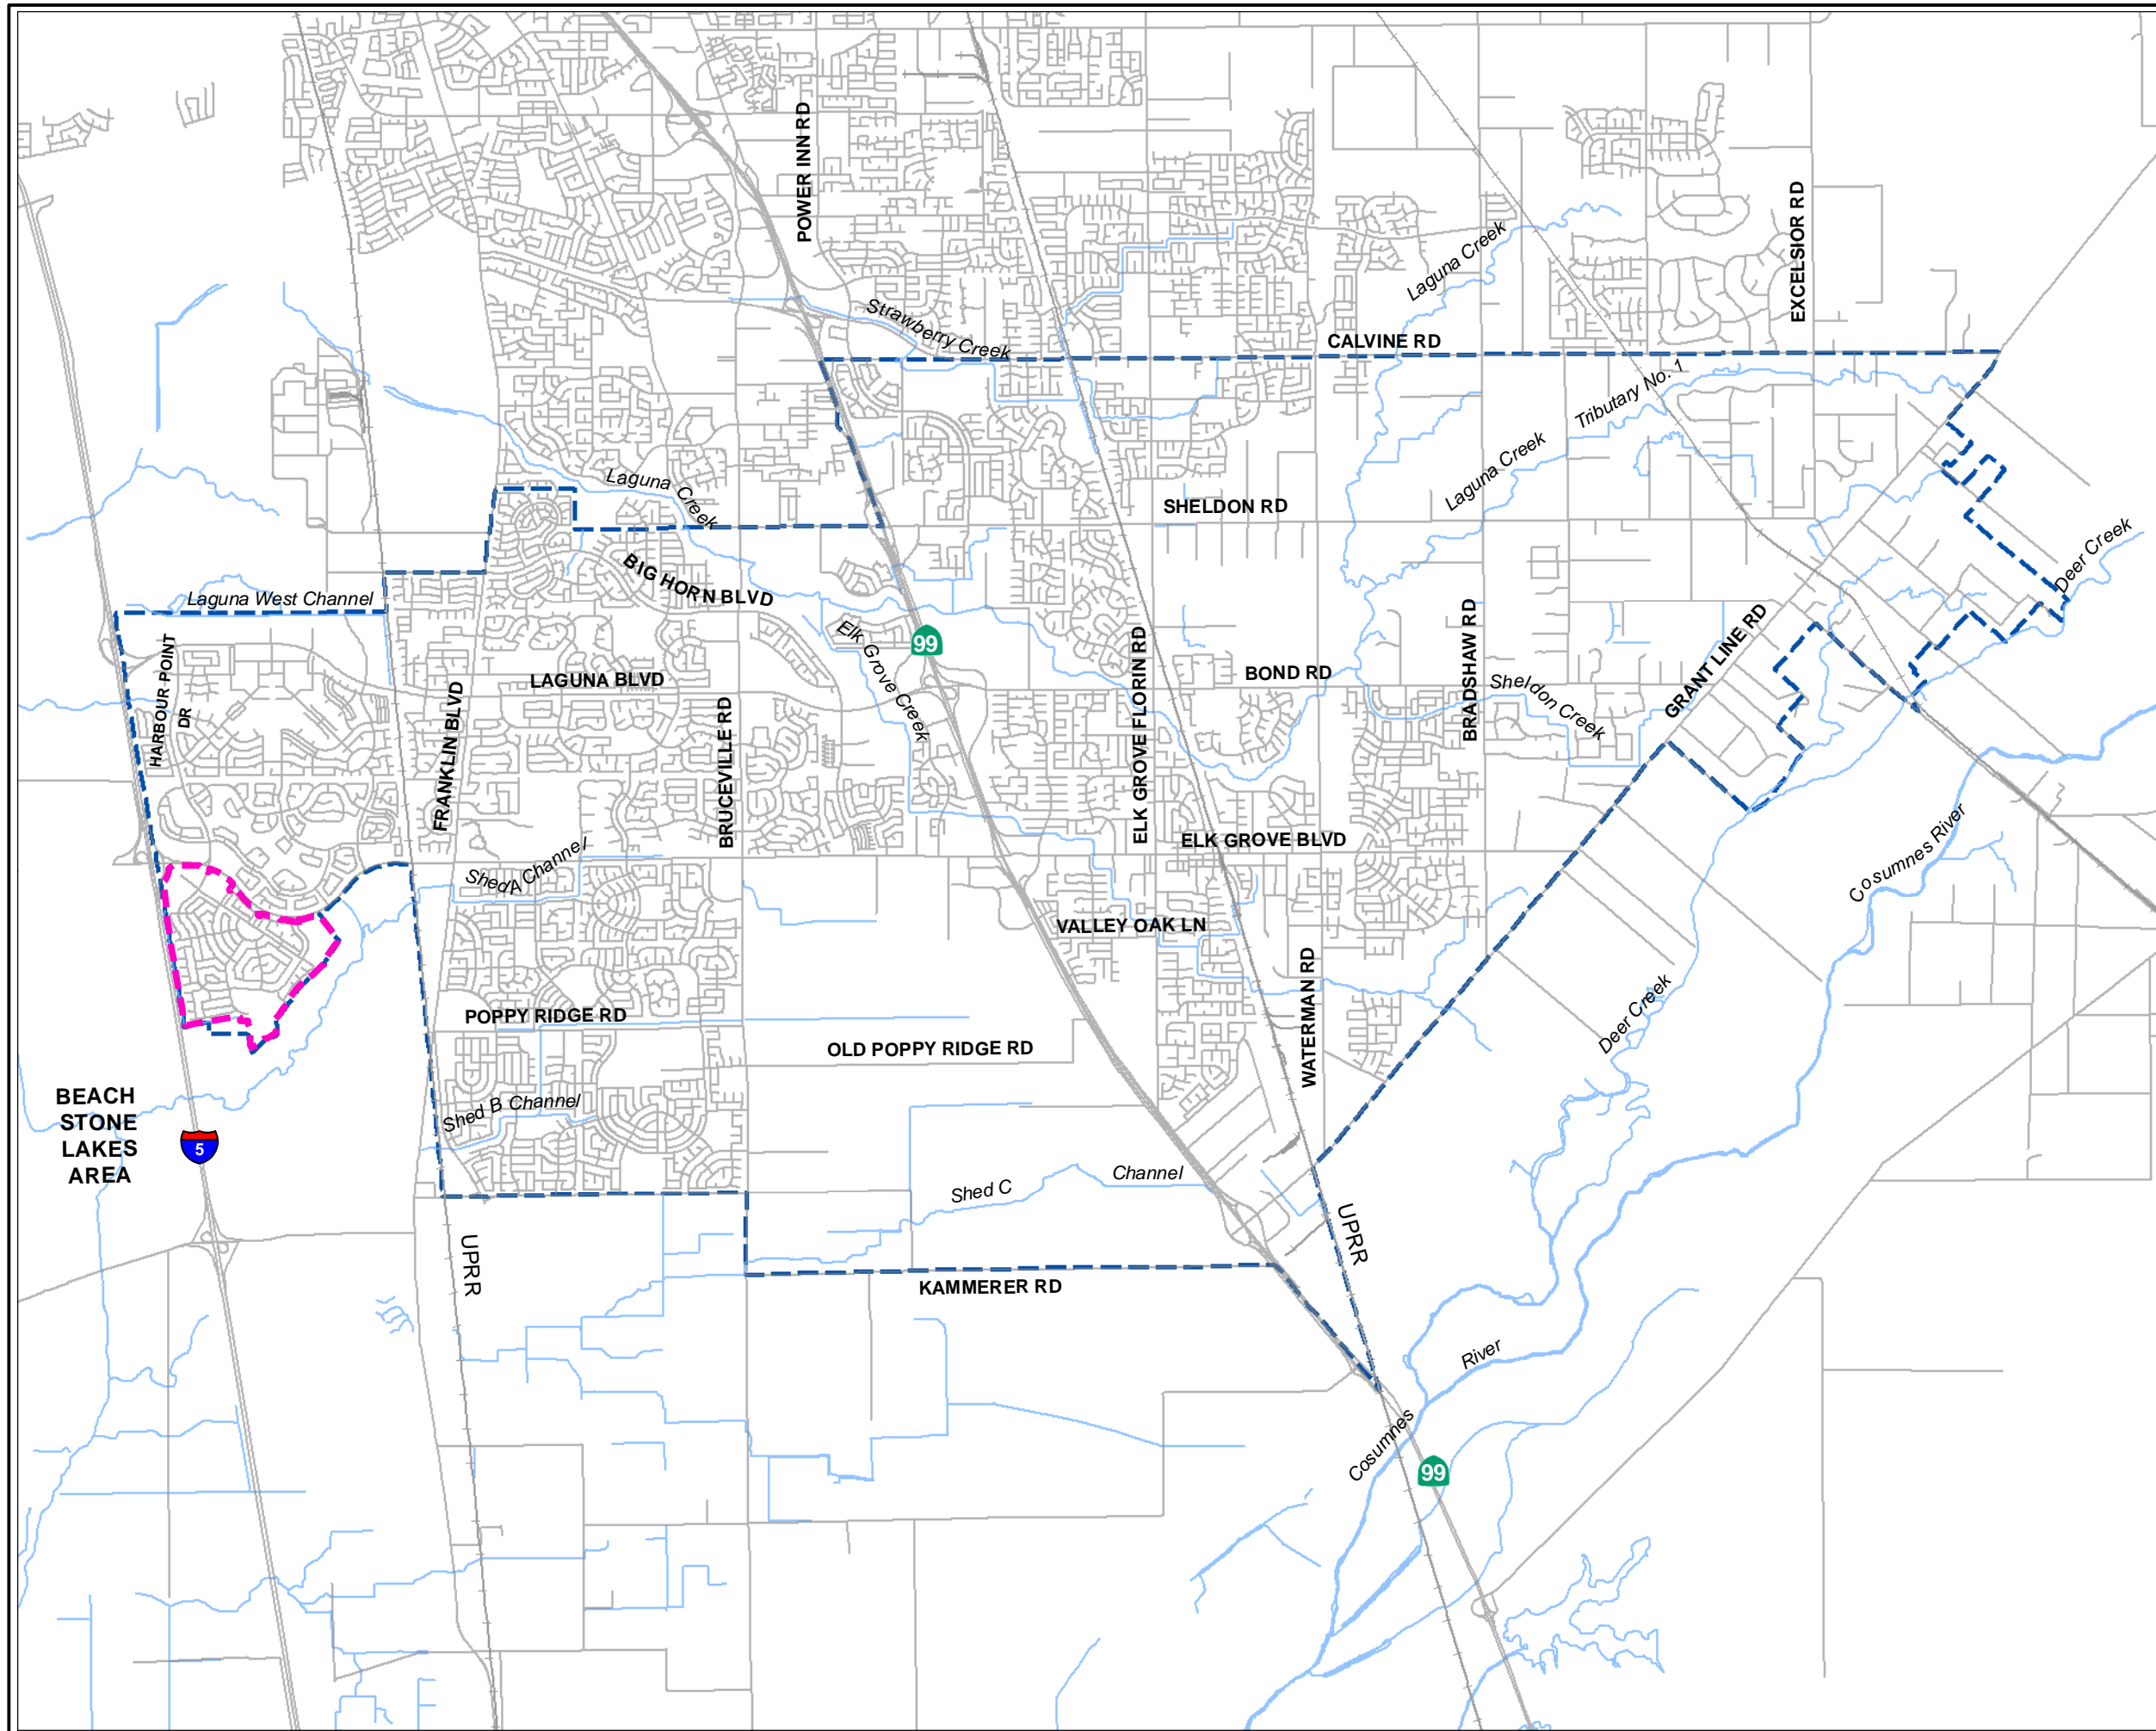 POWER INN RD
EXCELSIOR RD
Laguna Creek
Strawberry Creek
CALVINE RD
Tributary No. 1
Laguna Creek
Laguna Creek
SHELDON RD
Deer Creek
BIG HORN BLVD
Laguna West Channel
Elk Grove Creek
99
HARBOUR POINT
DR
LAGUNA BLVD
FRANKLIN BLVD
BRUCEVILLE RD
ELK GROVE FLORIN RD
BOND RD
BRADSHAW RD
Sheldon Creek
GRANT LINE RD
ELK GROVE BLVD
Cosumnes River
Shed A Channel
VALLEY OAK LN
WATERMAN RD
POPPY RIDGE RD
OLD POPPY RIDGE RD
Deer Creek
BEACH
STONE
LAKES
AREA
5
Shed B Channel
Shed C
Channel
UPRR
UPRR
KAMMERER RD
River
Cosumnes
99